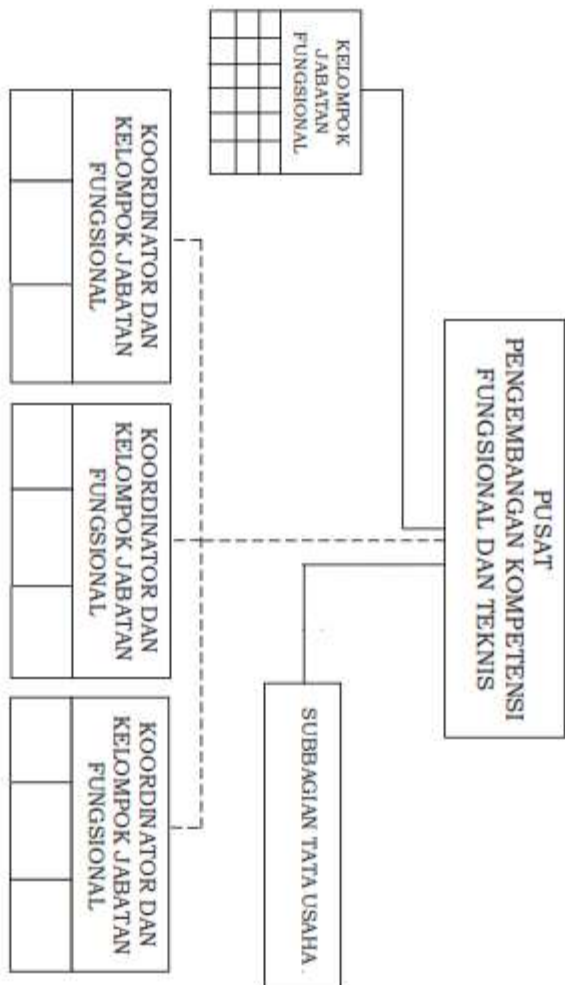 PUSAT
PENGEMBANGAN KOMPETENSI
FUNGSIONAL DAN TEKNIS
KELOMPOK
JABATAN
FUNGSIONAL
SUBBAGIAN TATA USAHA
KOORDINATOR DAN
KELOMPOK JABATAN
FUNGSIONAL
KOORDINATOR DAN
KELOMPOK JABATAN
FUNGSIONAL
KOORDINATOR DAN
KELOMPOK JABATAN
FUNGSIONAL